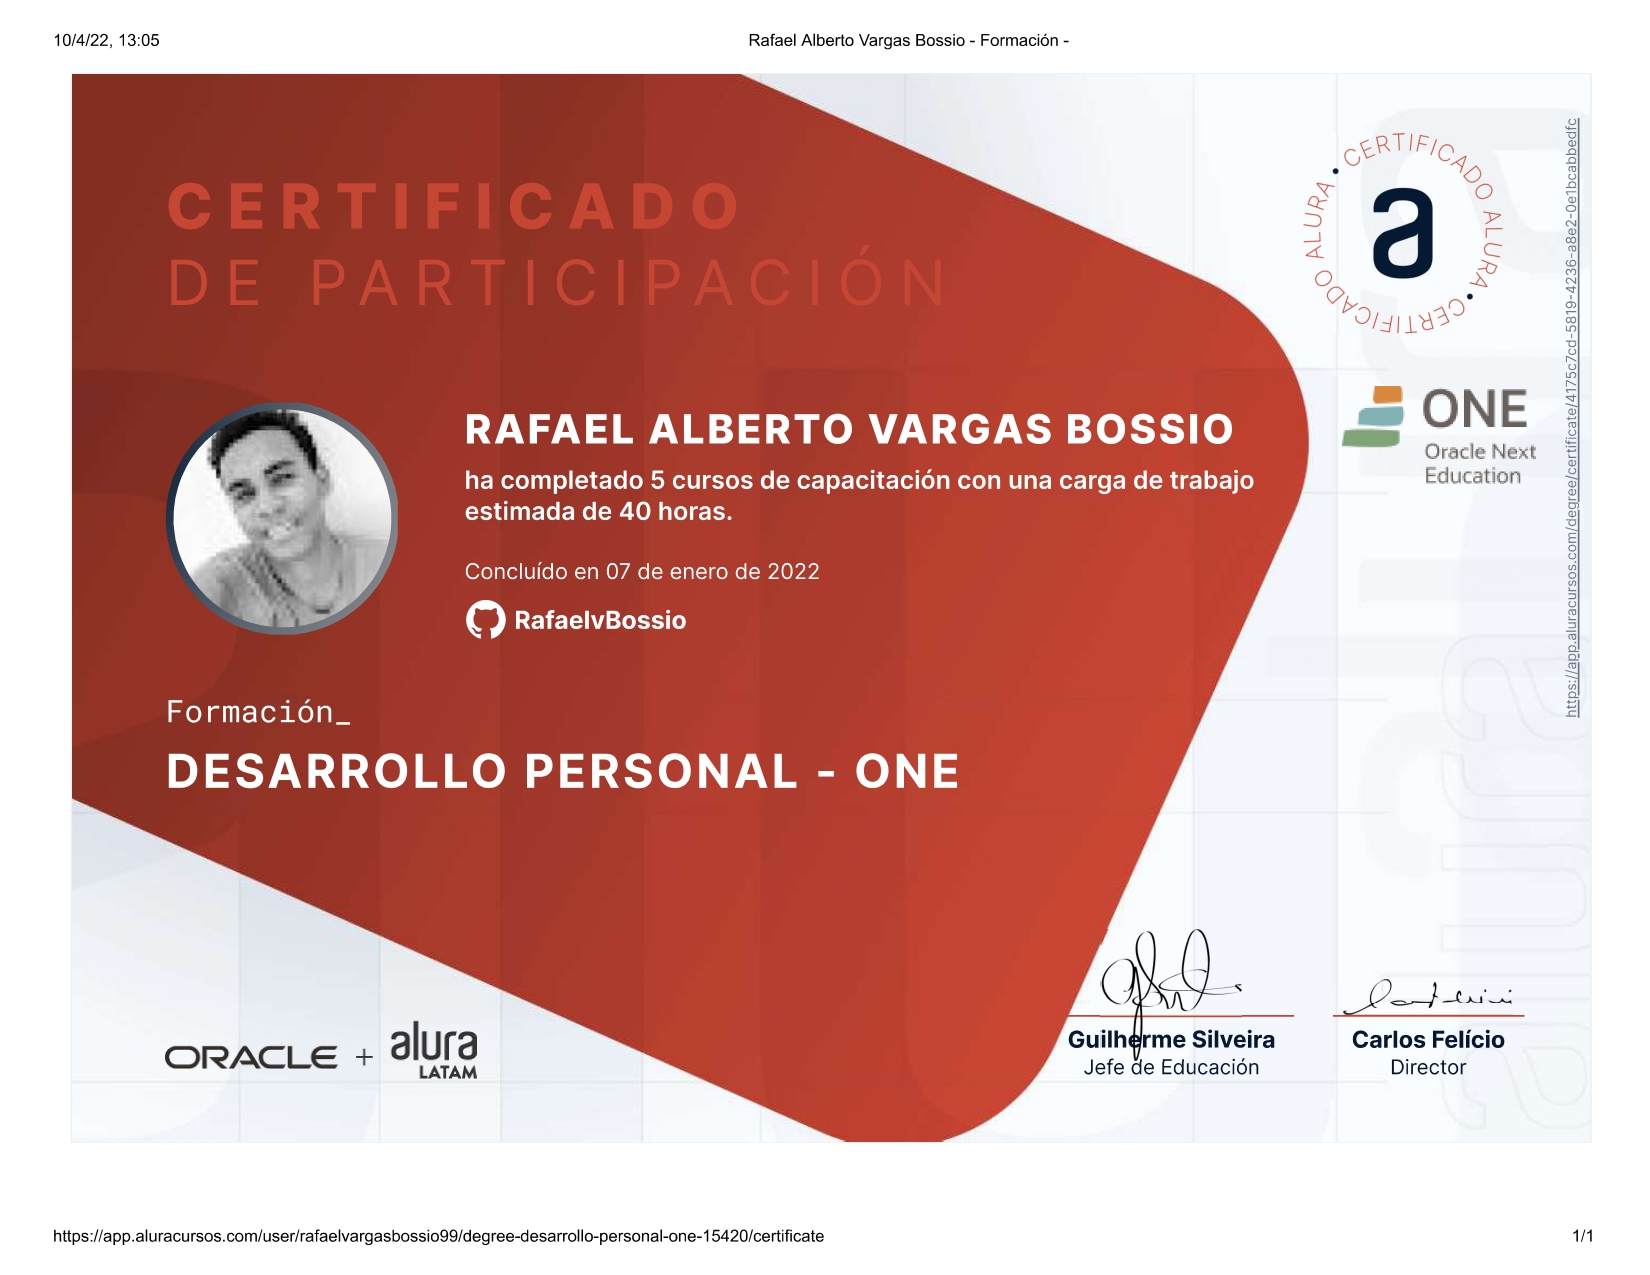 10/4/22, 13:05
Rafael Alberto Vargas Bossio - Formación -
CERTIFICADO
DE PARTICIPACIÓN
CERTIFICADO ALURA • CERTIFICADO ALURA •
a
ONE
Oracle Next
Education
https://app.aluracursos.com/degree/certificate/4175c7cd-5819-4236-a8e2-0e1bcabbedfc
RAFAEL ALBERTO VARGAS BOSSIO
ha completado 5 cursos de capacitación con una carga de trabajo
estimada de 40 horas.
Concluído en 07 de enero de 2022
RafaelvBossio
Formación_
DESARROLLO PERSONAL - ONE
ORACLE + alura
LATAM
Guilherme Silveira
Jefe de Educación
Carlos Felício
Director
https://app.aluracursos.com/user/rafaelvargasbossio99/degree-desarrollo-personal-one-15420/certificate
1/1